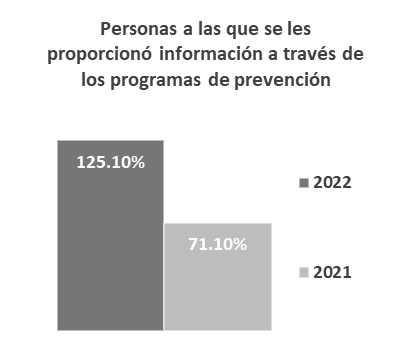 Personas a las que se les
proporcionó información a través de
los programas de prevención
125.10%
2022
71.10%
2021